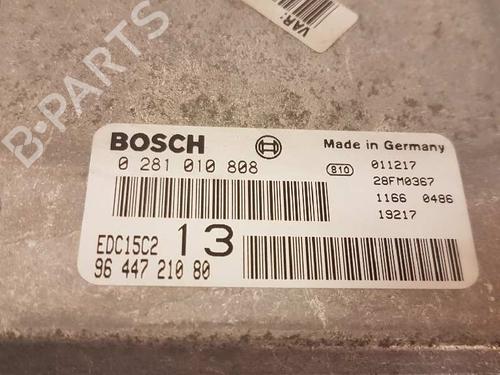 VAR:
B-PARTS
BOSCH
Made in Germany
0 281 010 808
810
011217
28FM0367
1166 0486
19217
EDC15C2 13
96 447 210 80